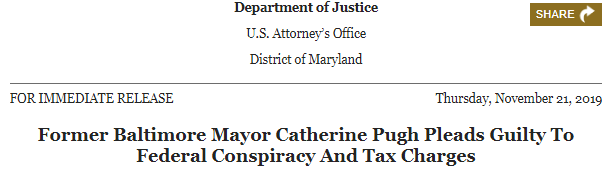 Department of Justice
SHARE
U.S. Attorney’s Office
District of Maryland
FOR IMMEDIATE RELEASE
Thursday, November 21, 2019
Former Baltimore Mayor Catherine Pugh Pleads Guilty To
Federal Conspiracy And Tax Charges